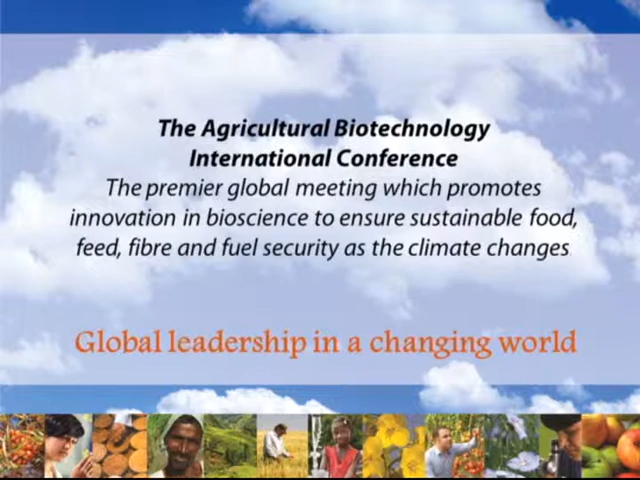 The Agricultural Biotechnology
International Conference
The premier global meeting which promotes
innovation in bioscience to ensure sustainable food,
feed, fibre and fuel security as the climate changes
Global leadership in a changing world